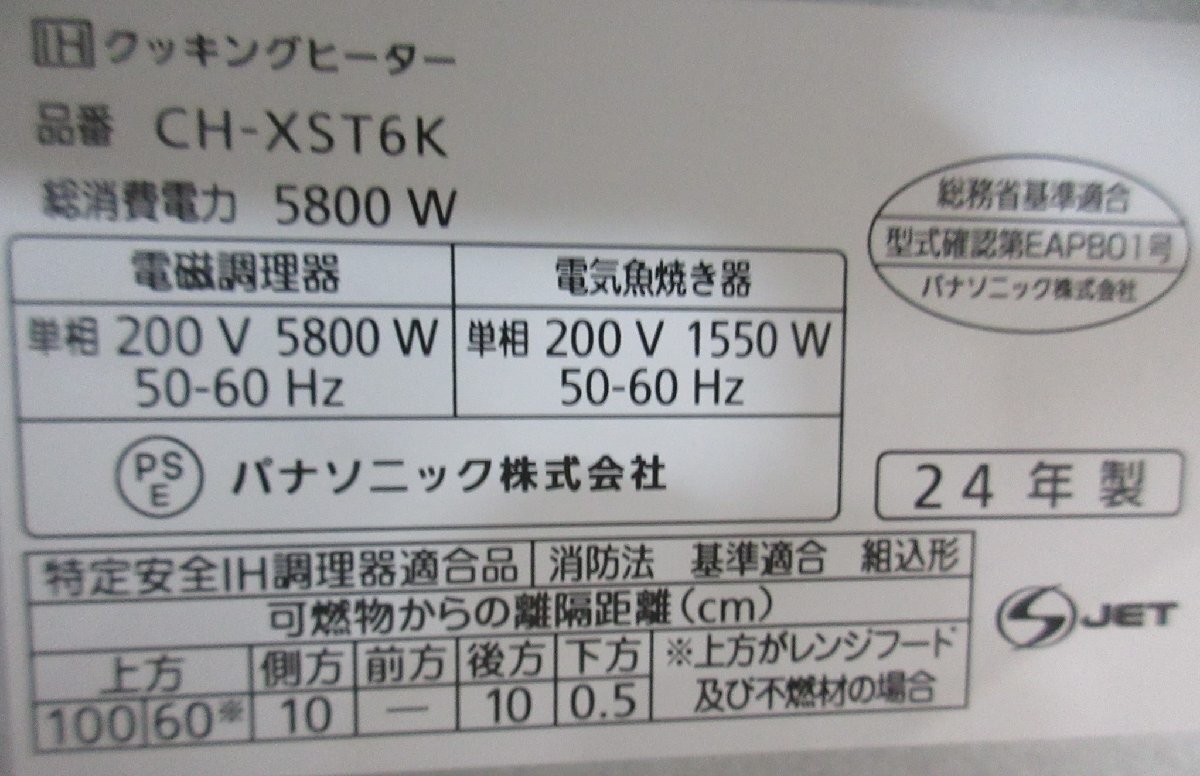 IH クッキングヒーター
品番 CH-XST6K
総消費電力 5800 W
電磁調理器
単相 200 V 5800 W
50-60 Hz
電気魚焼き器
単相 200 V 1550 W
50-60 Hz
PS
E
パナソニック株式会社
総務省基準適合
型式確認第EAP801号
パナソニック株式会社
24年製
特定安全IH調理器適合品 消防法 基準適合 組込形
可燃物からの離隔距離(cm)
上方 側方 前方 後方 下方
100 60※ 10 — 10 0.5
※上方がレンジフード
及び不燃材の場合
JET